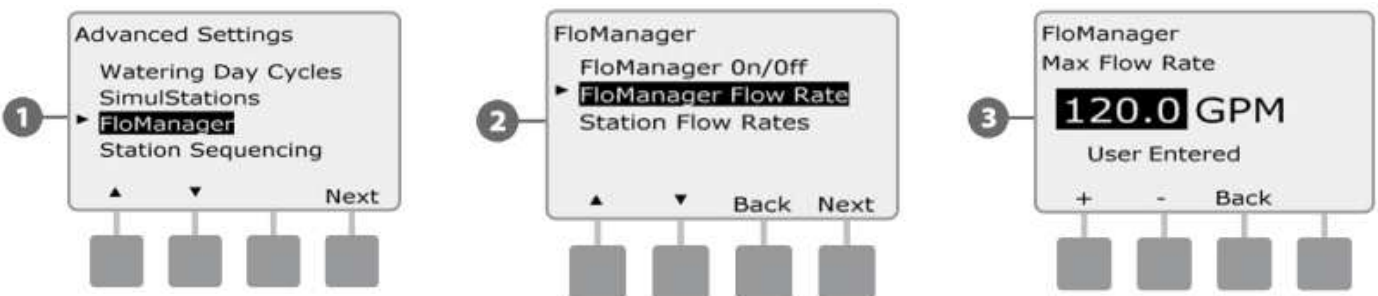 1
Advanced Settings
Watering Day Cycles
SimulStations
FloManager
Station Sequencing
Next
2
FloManager
FloManager On/Off
FloManager Flow Rate
Station Flow Rates
Back Next
3
FloManager
Max Flow Rate
120.0 GPM
User Entered
+ - Back